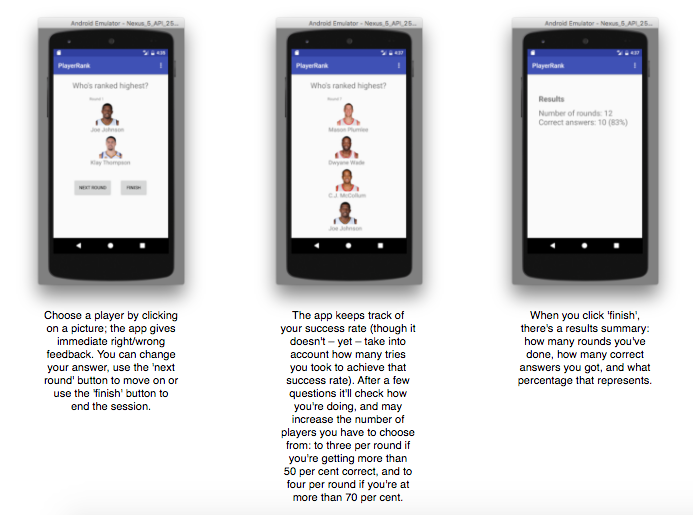 Android Emulator - Nexus_5_API_25...
PlayerRank
Who's ranked highest?
Round 1
Joe Johnson
Klay Thompson
NEXT ROUND
FINISH
Choose a player by clicking
on a picture; the app gives
immediate right/wrong
feedback. You can change
your answer, use the 'next
round' button to move on or
use the 'finish' button to
end the session.
Android Emulator - Nexus_5_API_25...
4:37
PlayerRank
Who's ranked highest?
Mason Plumlee
Dwyane Wade
C.J. McCollum
Joe Johnson
The app keeps track of
your success rate (though it
doesn't – yet – take into
account how many tries
you took to achieve that
success rate). After a few
questions it'll check how
you're doing, and may
increase the number of
players you have to choose
from: to three per round if
you're getting more than
50 per cent correct, and to
four per round if you're at
more than 70 per cent.
Android Emulator - Nexus_5_API_25...
4:37
PlayerRank
Results
Number of rounds: 12
Correct answers: 10 (83%)
When you click 'finish',
there's a results summary:
how many rounds you've
done, how many correct
answers you got, and what
percentage that represents.